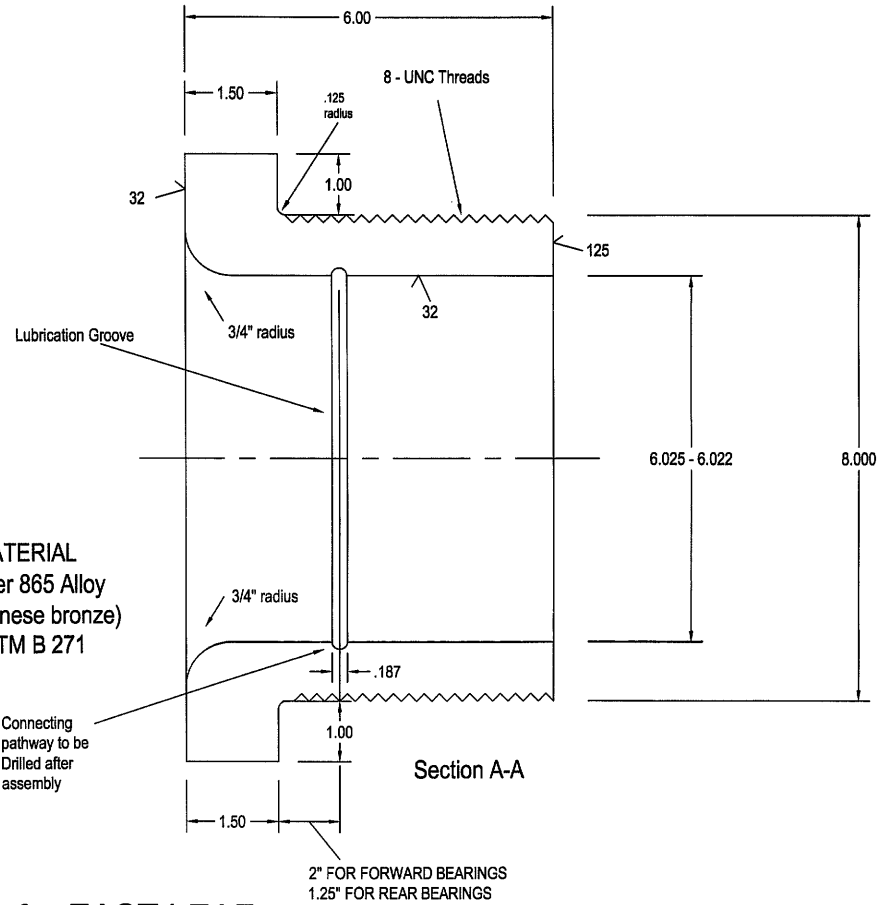 6.00
1.50
8 - UNC Threads
.125
radius
1.00
32
125
32
3/4" radius
Lubrication Groove
6.025 - 6.022
8.000
ATERIAL
er 865 Alloy
nese bronze)
TM B 271
3/4" radius
.187
Connecting
pathway to be
Drilled after
assembly
1.00
Section A-A
1.50
2" FOR FORWARD BEARINGS
1.25" FOR REAR BEARINGS